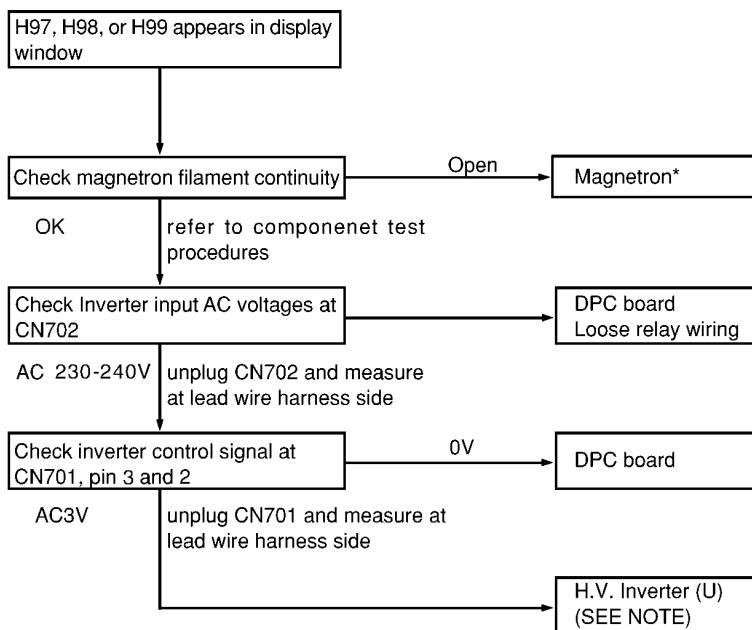 H97, H98, or H99 appears in display
window
Check magnetron filament continuity
Open
Magnetron*
OK
refer to componenet test
procedures
Check Inverter input AC voltages at
CN702
DPC board
Loose relay wiring
AC 230-240V
unplug CN702 and measure
at lead wire harness side
Check inverter control signal at
CN701, pin 3 and 2
0V
DPC board
AC3V
unplug CN701 and measure at
lead wire harness side
H.V. Inverter (U)
(SEE NOTE)